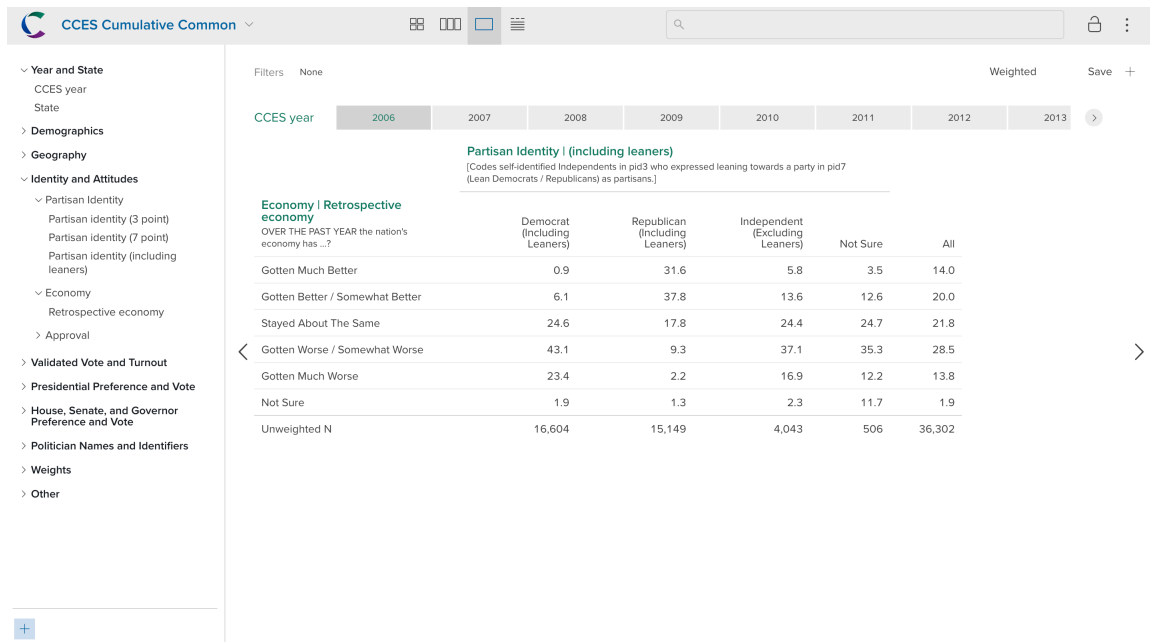 CCES Cumulative Common
Year and State
CCES year
State
Demographics
Geography
Identity and Attitudes
Partisan Identity
Partisan identity (3 point)
Partisan identity (7 point)
Partisan identity (including
leaners)
Economy
Retrospective economy
Approval
Validated Vote and Turnout
Presidential Preference and Vote
House, Senate, and Governor
Preference and Vote
Politician Names and Identifiers
Weights
Other
Filters None Weighted Save
CCES year 2006 2007 2008 2009 2010 2011 2012 2013
Partisan Identity | (including leaners)
[Codes self-identified Independents in pid3 who expressed leaning towards a party in pid7
(Lean Democrats / Republicans) as partisans.]
Economy | Retrospective
economy
OVER THE PAST YEAR the nation's
economy has ...?
Democrat
(Including
Leaners)
Republican
(Including
Leaners)
Independent
(Excluding
Leaners)
Not Sure
All
Gotten Much Better 0.9 31.6 5.8 3.5 14.0
Gotten Better / Somewhat Better 6.1 37.8 13.6 12.6 20.0
Stayed About The Same 24.6 17.8 24.4 24.7 21.8
Gotten Worse / Somewhat Worse 43.1 9.3 37.1 35.3 28.5
Gotten Much Worse 23.4 2.2 16.9 12.2 13.8
Not Sure 1.9 1.3 2.3 11.7 1.9
Unweighted N 16,604 15,149 4,043 506 36,302